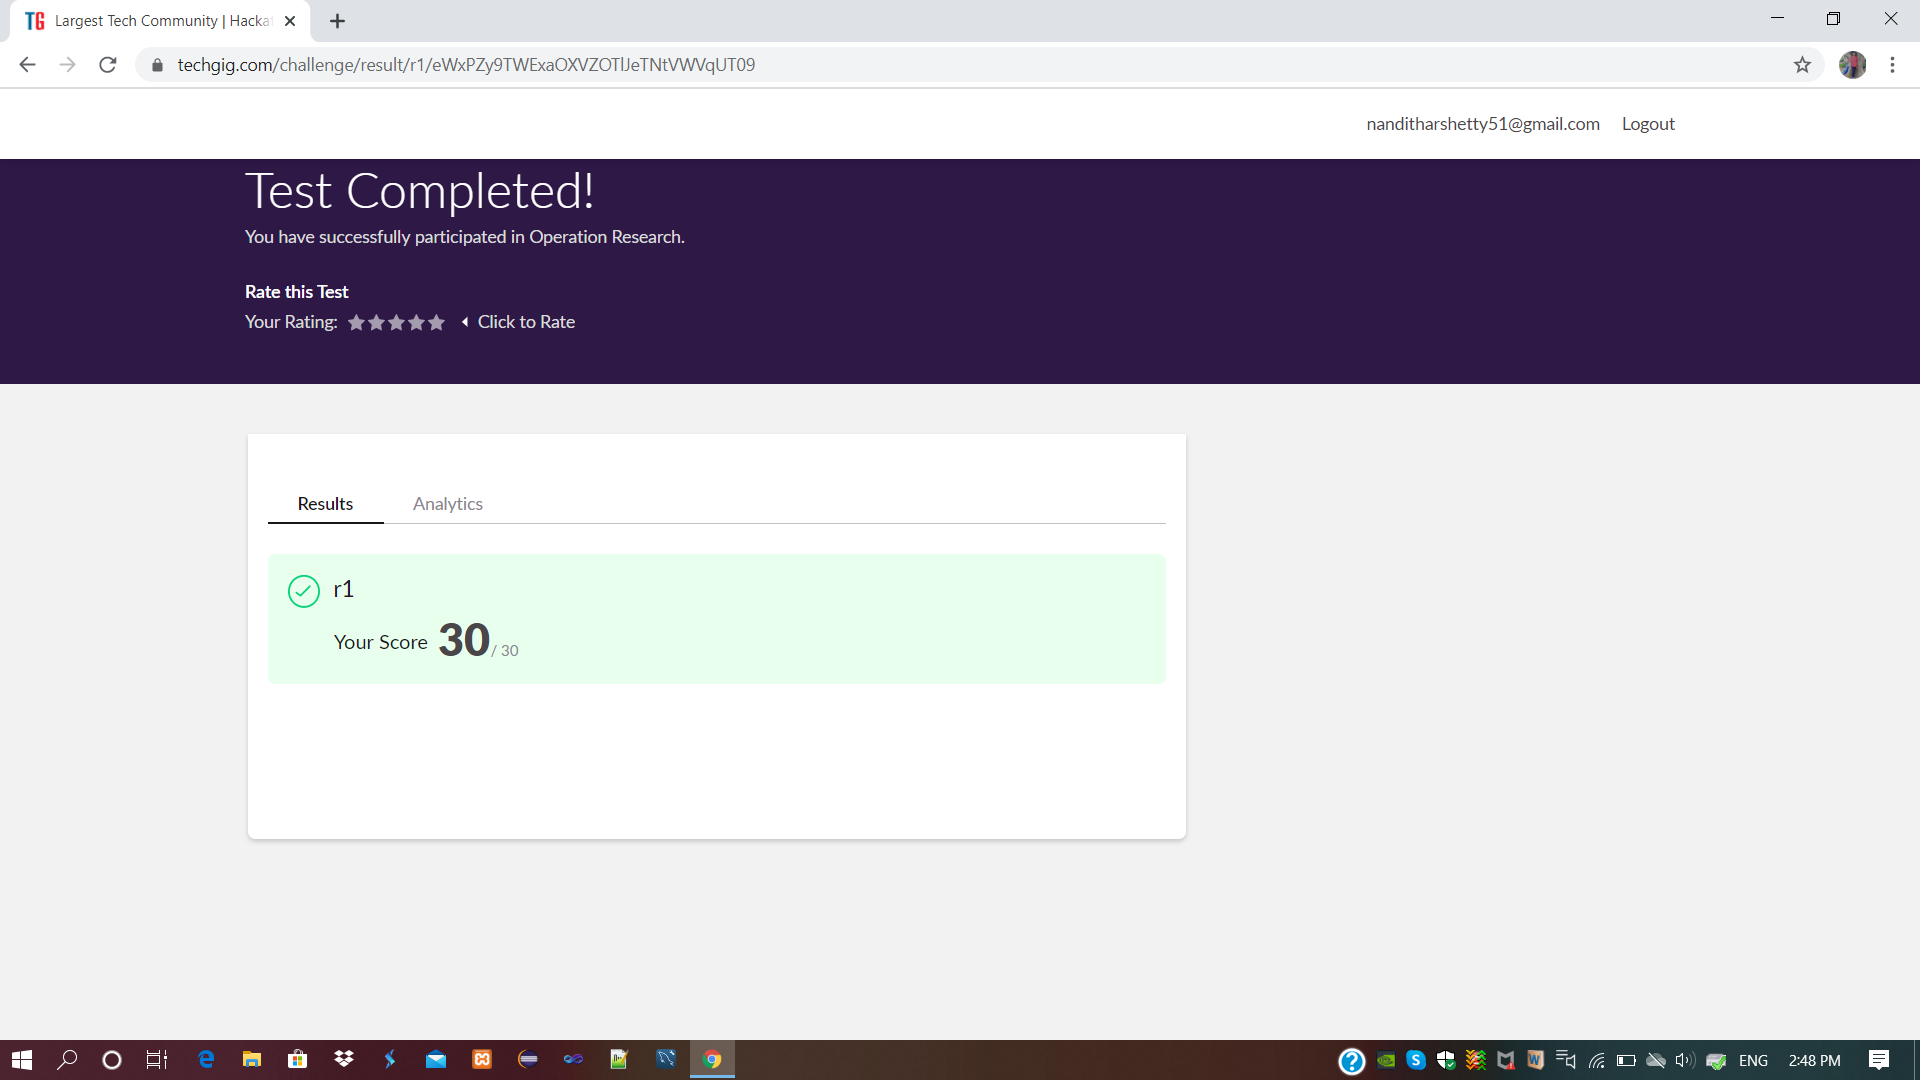 TG Largest Tech Community | Hacka
techgig.com/challenge/result/r1/eWxPZy9TWExaOXVZOTlJeTNtVWVqUT09
nanditharshetty51@gmail.com Logout
Test Completed!
You have successfully participated in Operation Research.
Rate this Test
Your Rating: Click to Rate
Results Analytics
r1
Your Score 30 / 30
ENG 2:48 PM